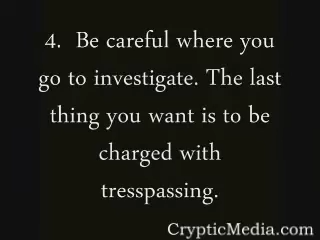 4. Be careful where you
go to investigate. The last
thing you want is to be
charged with
tresspassing.
CrypticMedia.com